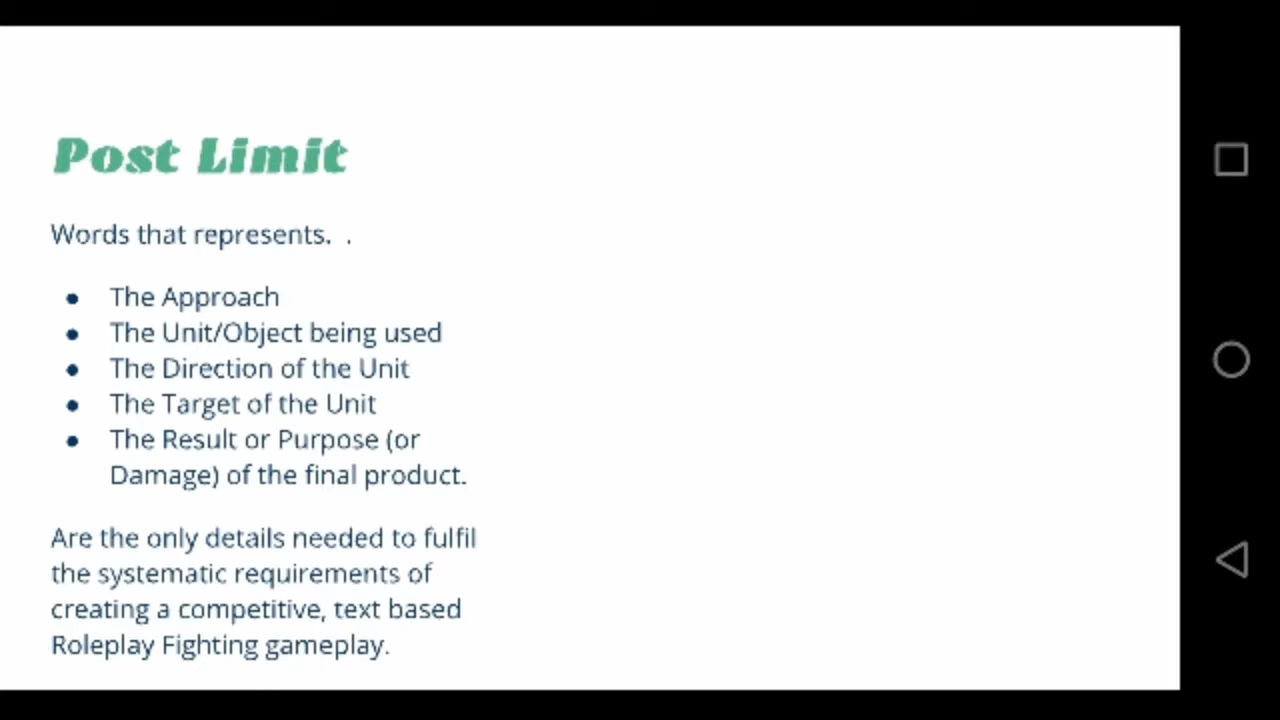 Post Limit
Words that represents. .
● The Approach
● The Unit/Object being used
● The Direction of the Unit
● The Target of the Unit
● The Result or Purpose (or
Damage) of the final product.
Are the only details needed to fulfil
the systematic requirements of
creating a competitive, text based
Roleplay Fighting gameplay.